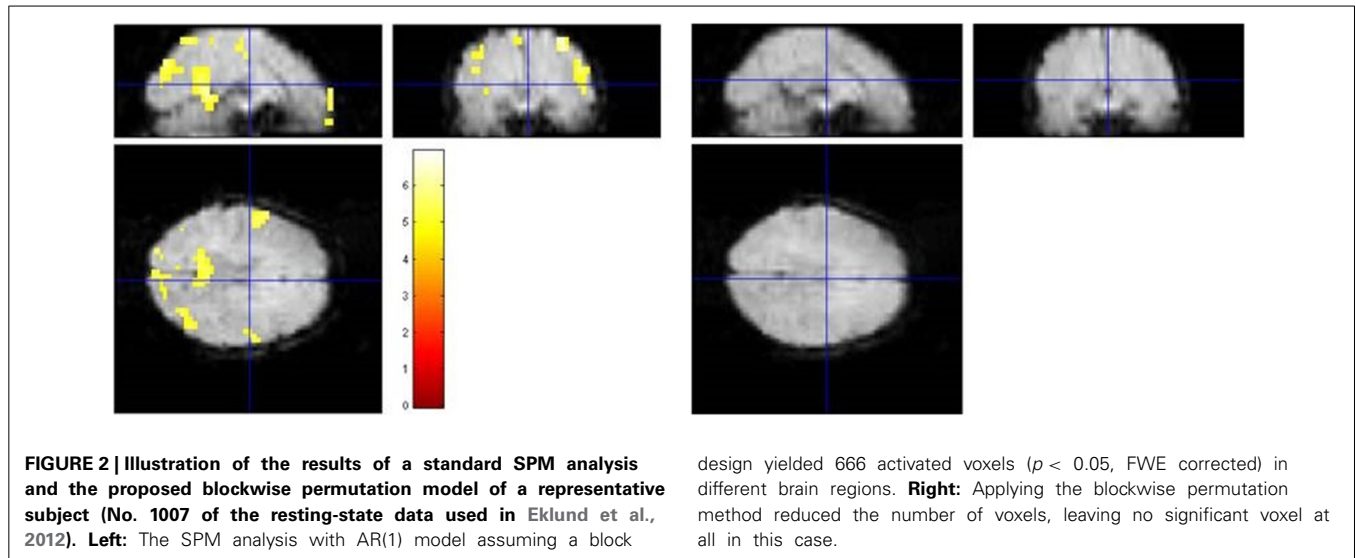 6
5
4
3
2
1
0
FIGURE 2 | Illustration of the results of a standard SPM analysis
and the proposed blockwise permutation model of a representative
subject (No. 1007 of the resting-state data used in Eklund et al.,
2012). Left: The SPM analysis with AR(1) model assuming a block
design yielded 666 activated voxels (p < 0.05, FWE corrected) in
different brain regions. Right: Applying the blockwise permutation
method reduced the number of voxels, leaving no significant voxel at
all in this case.